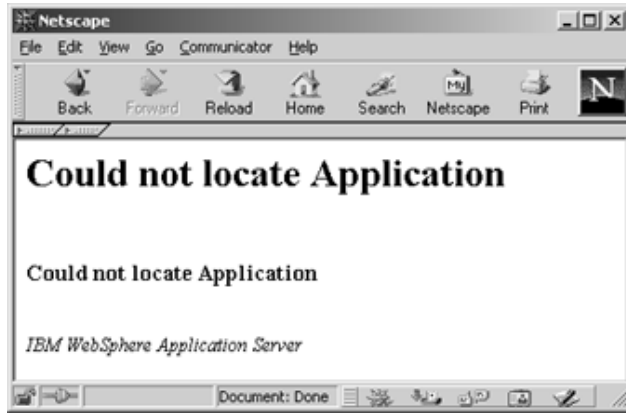 Netscape
File Edit View Go Communicator Help
My
N
Back Forward Reload Home Search Netscape Print
Could not locate Application
Could not locate Application
IBM WebSphere Application Server
Document: Done